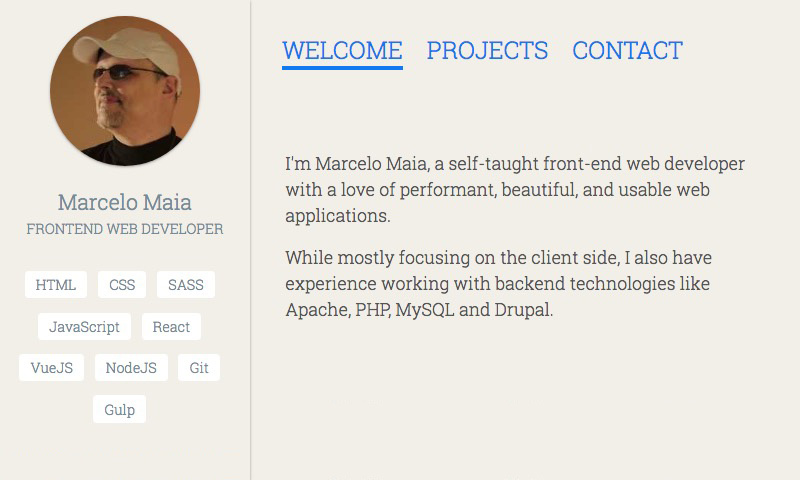 Marcelo Maia
FRONTEND WEB DEVELOPER
HTML CSS SASS
JavaScript React
VueJS NodeJS Git
Gulp
WELCOME PROJECTS CONTACT
I'm Marcelo Maia, a self-taught front-end web developer
with a love of performant, beautiful, and usable web
applications.
While mostly focusing on the client side, I also have
experience working with backend technologies like
Apache, PHP, MySQL and Drupal.